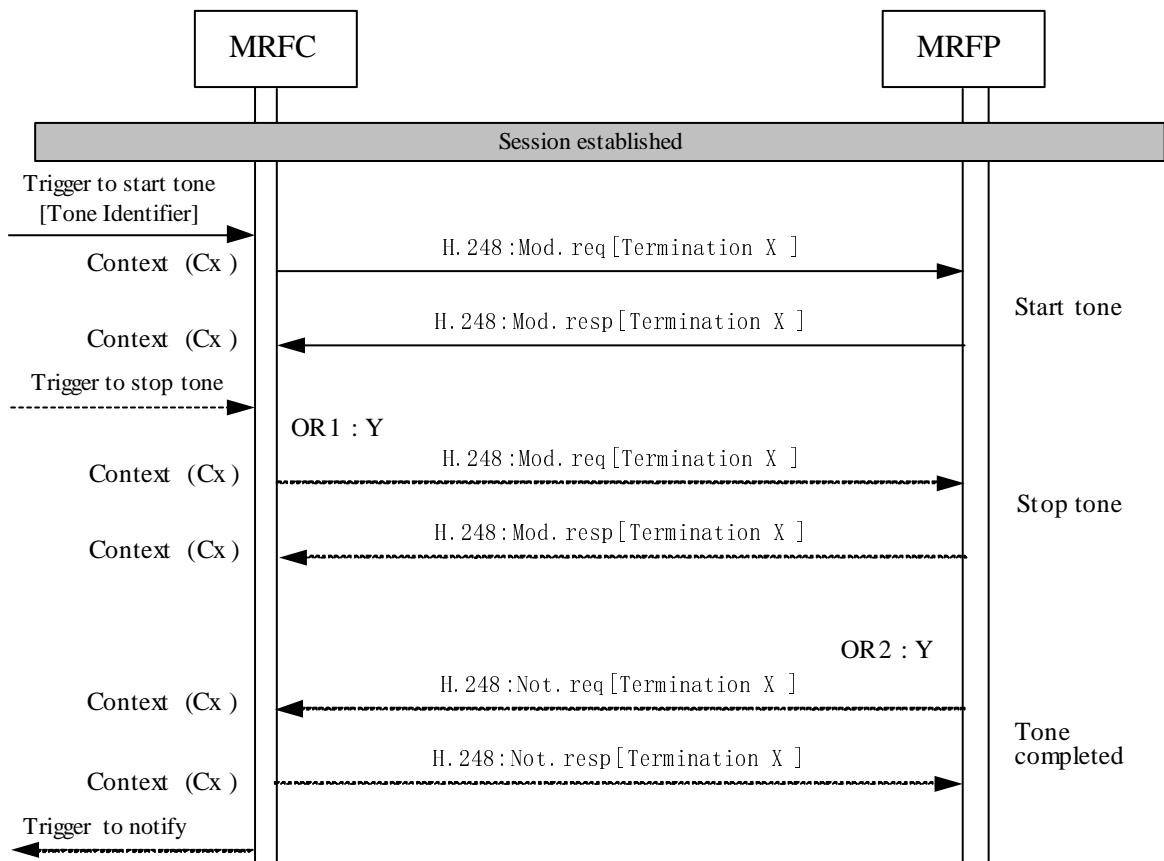 MRFC
MRFP
Session established
Trigger to start tone
[Tone Identifier]
H.248:Mod.req[Termination X ]
Context (Cx )
Start tone
H.248:Mod.resp[Termination X ]
Context (Cx )
Trigger to stop tone
OR1 : Y
H.248:Mod.req[Termination X ]
Context (Cx )
Stop tone
H.248:Mod.resp[Termination X ]
Context (Cx )
OR2 : Y
H.248:Not.req[Termination X ]
Context (Cx )
Tone
completed
H.248:Not.resp[Termination X ]
Context (Cx )
Trigger to notify